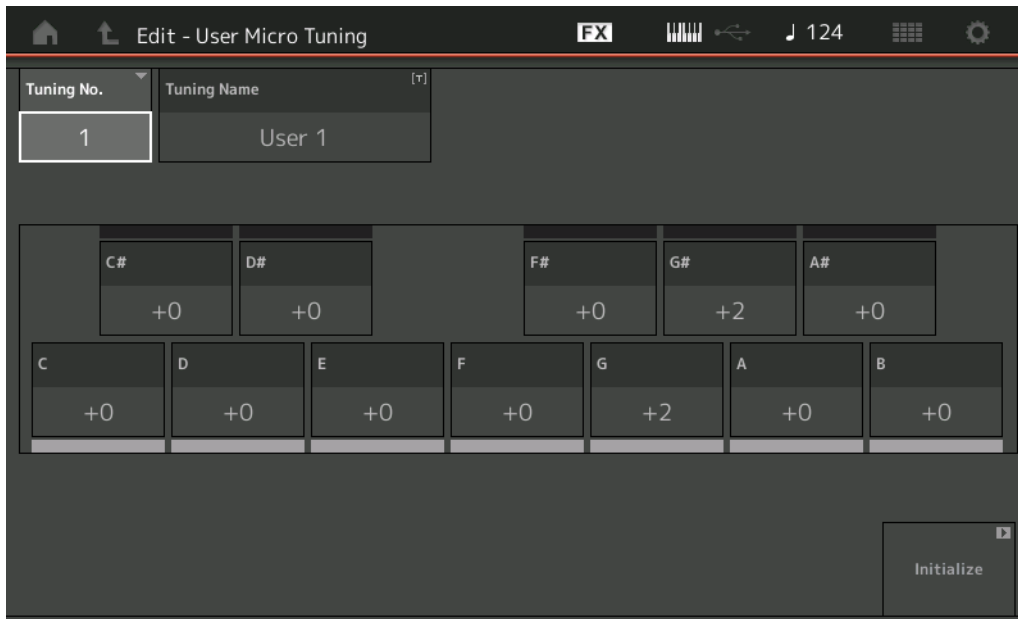 Edit - User Micro Tuning FX 124
Tuning No. Tuning Name [T]
1 User 1
C# D# F# G# A#
+0 +0 +0 +2 +0
C D E F G A B
+0 +0 +0 +0 +2 +0 +0
Initialize